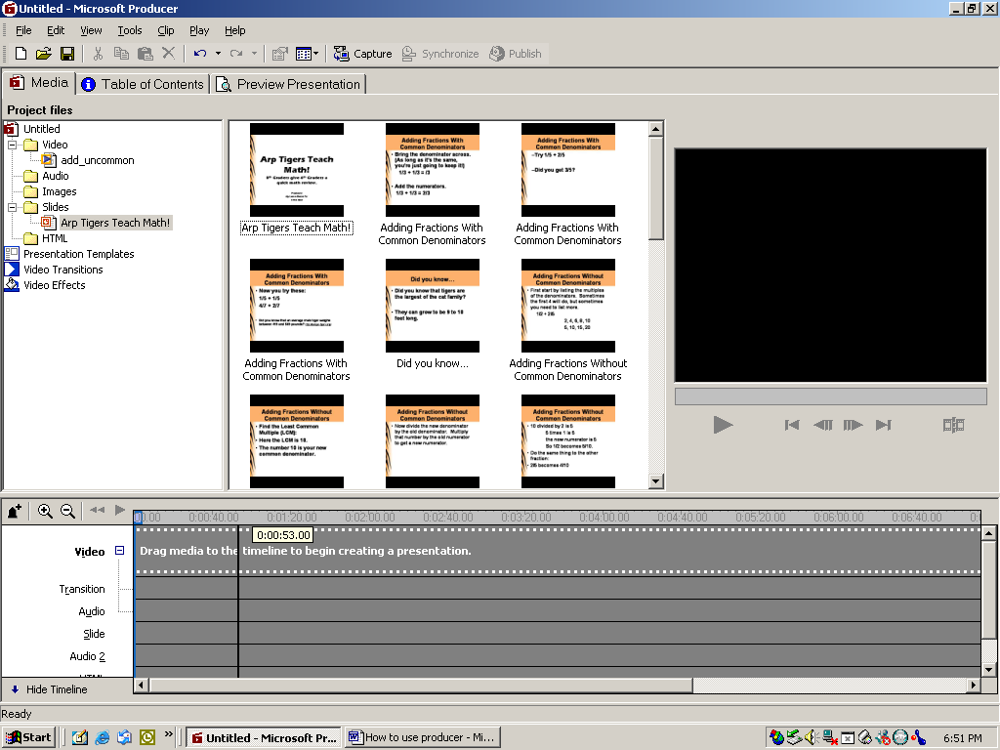 Untitled - Microsoft Producer
File Edit View Tools Clip Play Help
Capture Synchronize Publish
Media Table of Contents Preview Presentation
Project files
Untitled
Video
add_uncommon
Audio
Images
Slides
Arp Tigers Teach Math!
HTML
Presentation Templates
Video Transitions
Video Effects
Arp Tigers Teach
Math!
quick math review.
Arp Tigers Teach Math!
Adding Fractions With
Common Denominators
• Bring the denominator across.
(As long as it's the same,
you're just going to keep it!)
1/3 + 1/3 = /3
• Add the numerators.
1/3 + 1/3 = 2/3
Adding Fractions With
Common Denominators
Adding Fractions With
Common Denominators
–Try 1/5 + 2/5
–Did you get 3/5?
Adding Fractions With
Common Denominators
Adding Fractions With
Common Denominators
• Now you try these:
1/5 + 1/5
4/7 + 2/7
Adding Fractions With
Common Denominators
Did you know...
• Did you know that tigers are
the largest of the cat family?
• They can grow to be 9 to 10
feet long.
Did you know...
Adding Fractions Without
Common Denominators
• First start by listing the multiples
of the denominators. Sometimes
the first 4 will do, but sometimes
you need to list more.
1/2 + 2/5
2, 4, 6, 8, 10
5, 10, 15, 20
Adding Fractions Without
Common Denominators
Adding Fractions Without
Common Denominators
• Find the Least Common
Multiple (LCM):
• Here the LCM is 10.
• The number 10 is your new
common denominator.
Adding Fractions Without
Common Denominators
• Now divide the new denominator
by the old denominator. Multiply
that number by the old numerator
to get a new numerator.
Adding Fractions Without
Common Denominators
• 10 divided by 2 is 5
5 times 1 is 5
the new numerator is 5
So 1/2 becomes 5/10.
• Do the same thing to the other
fraction:
• 2/5 becomes 4/10
0:00:40.00 0:01:20.00 0:02:00.00 0:02:40.00 0:03:20.00 0:04:00.00 0:04:40.00 0:05:20.00 0:06:00.00 0:06:40.00
0:00:53.00
Video
Drag media to the timeline to begin creating a presentation.
Transition
Audio
Slide
Audio 2
HTML
Hide Timeline
Ready
Start » Untitled - Microsoft Pr... How to use producer - Mi... 6:51 PM